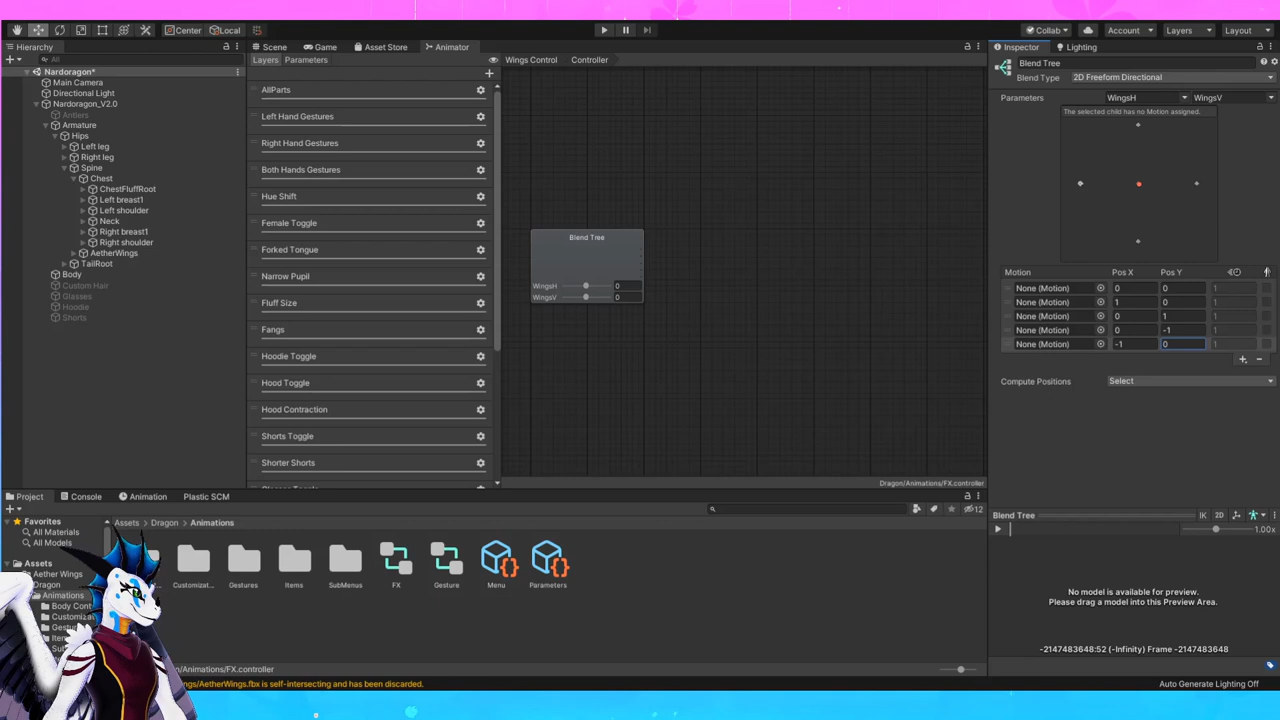 Center
Local
Collab
Account
Layers
Layout
Hierarchy
All
Nardoragon*
Main Camera
Directional Light
Nardoragon_V2.0
Antlers
Armature
Hips
Left leg
Right leg
Spine
Chest
ChestFluffRoot
Left breast1
Left shoulder
Neck
Right breast1
Right shoulder
AetherWings
TailRoot
Body
Custom Hair
Glasses
Hoodie
Shorts
Scene
Game
Asset Store
Animator
Layers
Parameters
Wings Control
Controller
AllParts
Left Hand Gestures
Right Hand Gestures
Both Hands Gestures
Hue Shift
Female Toggle
Forked Tongue
Narrow Pupil
Fluff Size
Fangs
Hoodie Toggle
Hood Toggle
Hood Contraction
Shorts Toggle
Shorter Shorts
Blend Tree
WingsH 0
WingsV 0
Dragon/Animations/FX.controller
Inspector
Lighting
Blend Tree
Blend Type 2D Freeform Directional
Parameters WingsH WingsV
The selected child has no Motion assigned.
Motion Pos X Pos Y
None (Motion) 0 0 1
None (Motion) 1 0 1
None (Motion) 0 1 1
None (Motion) 0 -1 1
None (Motion) -1 0 1
Compute Positions Select
Blend Tree IK 2D
1.00x
No model is available for preview.
Please drag a model into this Preview Area.
-2147483648:52 (-Infinity) Frame -2147483648
Project
Console
Animation
Plastic SCM
12
Favorites
All Materials
All Models
Assets
Aether Wings
Dragon
Animations
Body Cont
Customiza
Gestu
Assets
Dragon
Animations
Customizat...
Gestures
Items
SubMenus
FX
Gesture
Menu
Parameters
/Animations/FX.controller
ngs/AetherWings.fbx is self-intersecting and has been discarded.
Auto Generate Lighting Off